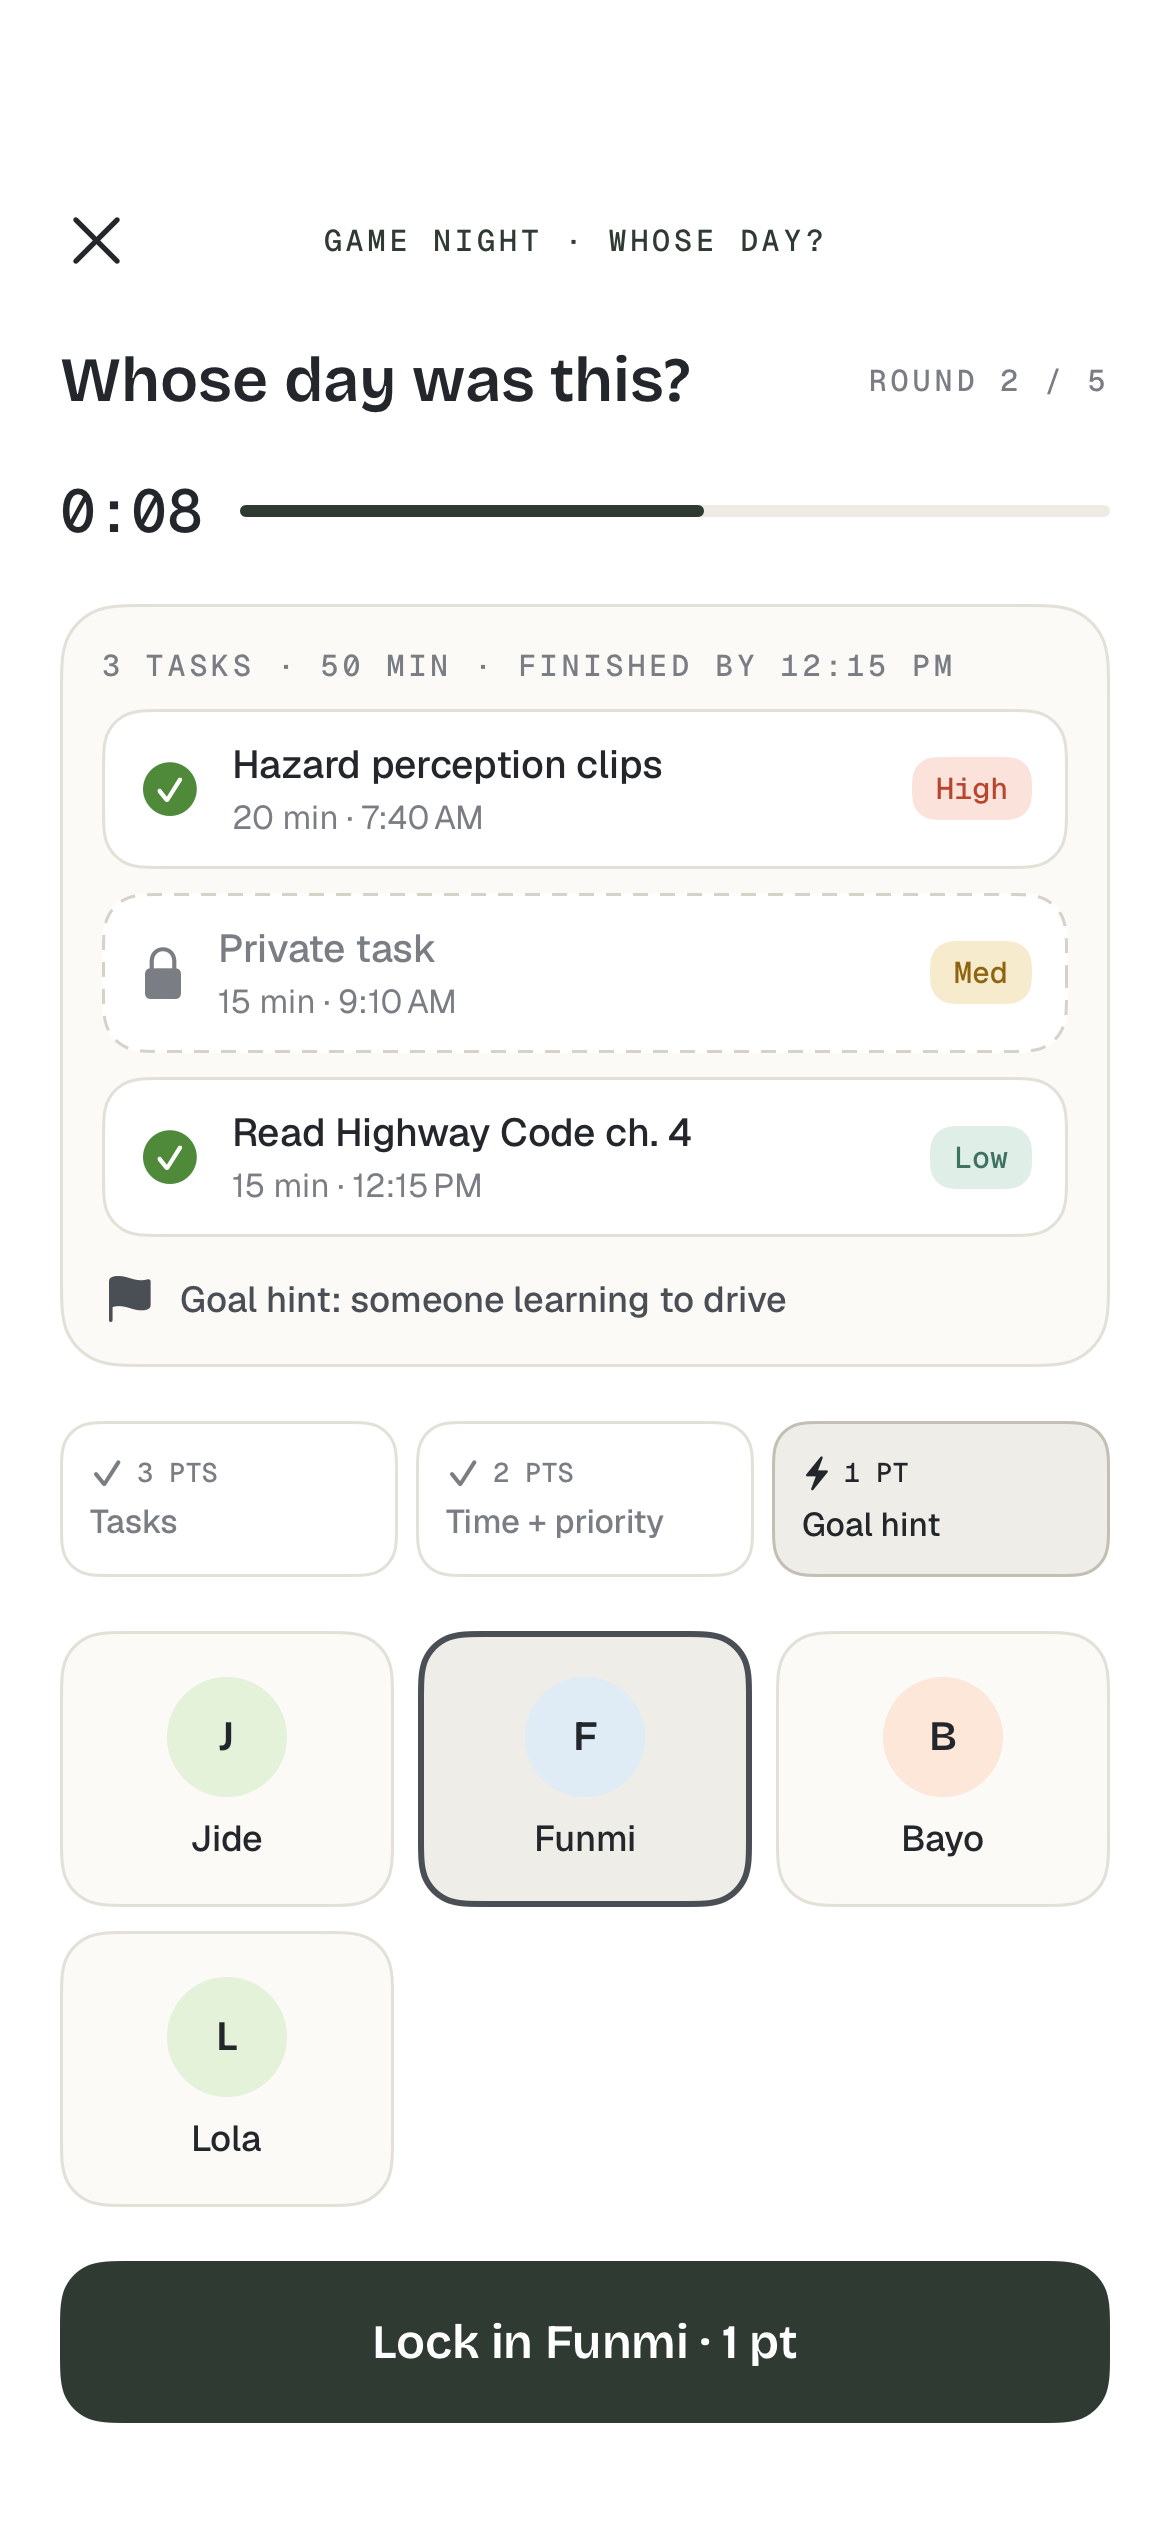 GAME NIGHT · WHOSE DAY?
Whose day was this?
ROUND 2 / 5
0:08
3 TASKS · 50 MIN · FINISHED BY 12:15 PM
Hazard perception clips
20 min · 7:40 AM
High
Private task
15 min · 9:10 AM
Med
Read Highway Code ch. 4
15 min · 12:15 PM
Low
Goal hint: someone learning to drive
3 PTS
Tasks
2 PTS
Time + priority
1 PT
Goal hint
J
Jide
F
Funmi
B
Bayo
L
Lola
Lock in Funmi · 1 pt